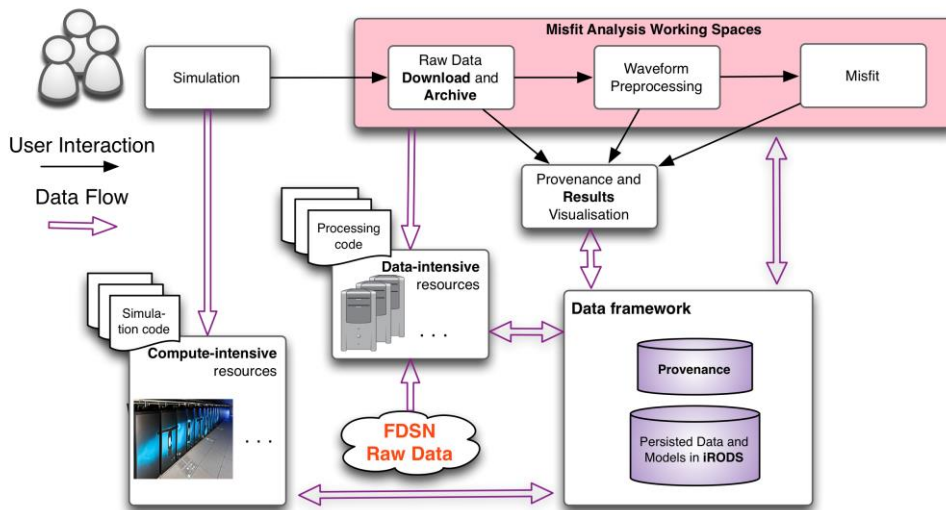 Misfit Analysis Working Spaces
Simulation
Raw Data
Download and
Archive
Waveform
Preprocessing
Misfit
User Interaction
Data Flow
Provenance and
Results
Visualisation
Processing
code
Data-intensive
resources
. . .
Simula-
tion code
Compute-intensive
resources
. . .
FDSN
Raw Data
Data framework
Provenance
Persisted Data and
Models in iRODS